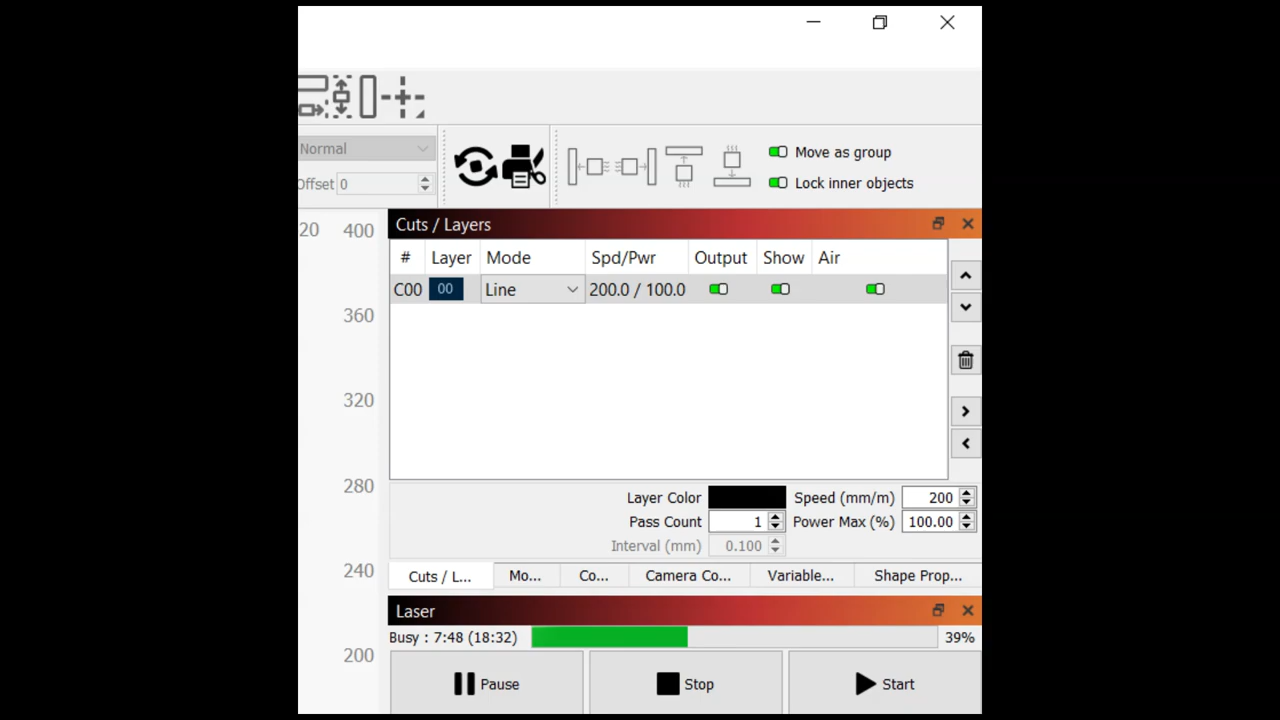 Normal
Offset 0
Move as group
Lock inner objects
20 400
Cuts / Layers
# Layer Mode Spd/Pwr Output Show Air
C00 00 Line 200.0 / 100.0
360
320
280
240
200
Layer Color Speed (mm/m) 200
Pass Count 1 Power Max (%) 100.00
Interval (mm) 0.100
Cuts / L... Mo... Co... Camera Co... Variable... Shape Prop...
Laser
Busy : 7:48 (18:32) 39%
Pause Stop Start